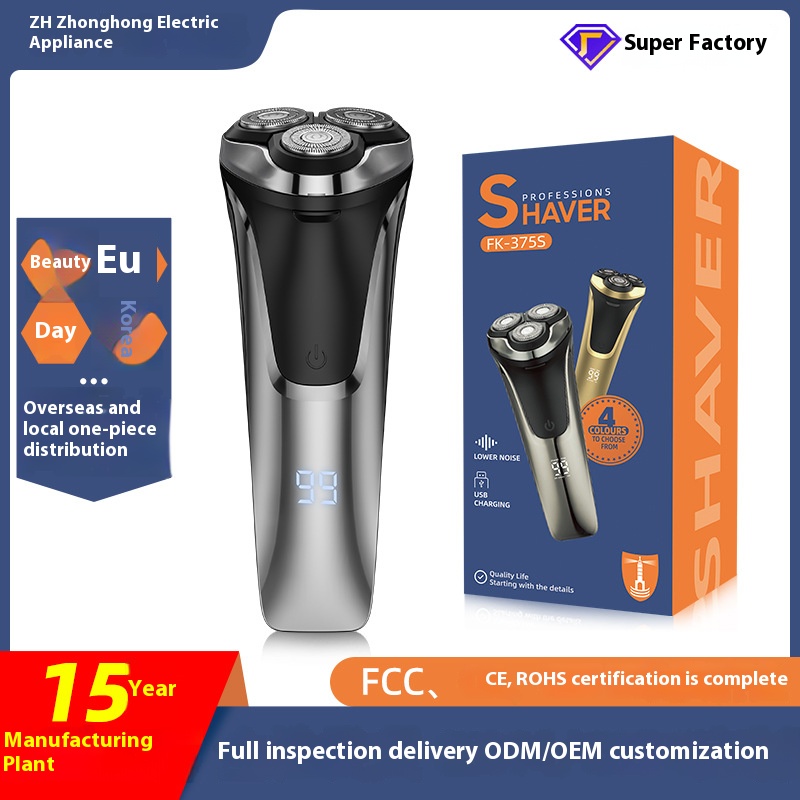 ZH Zhonghong Electric
Appliance
Super Factory
Beauty Eu
Day
Korea
...
Overseas and
local one-piece
distribution
99
PROFESSIONS
SHAVER
FK-375S
4
COLOURS
TO CHOOSE
FROM
LOWER NOISE
USB
CHARGING
99
99
Quality Life
Starting with the details
SHAVER
15 Year
Manufacturing
Plant
FCC、
CE, ROHS certification is complete
Full inspection delivery ODM/OEM customization